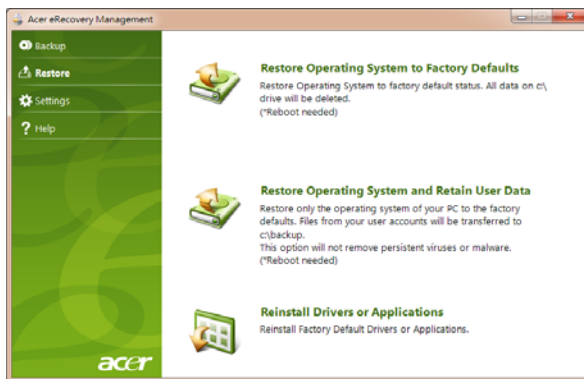 Acer eRecovery Management
Backup
Restore
Settings
? Help
Restore Operating System to Factory Defaults
Restore Operating System to factory default status. All data on c:\
drive will be deleted.
(*Reboot needed)
Restore Operating System and Retain User Data
Restore only the operating system of your PC to the factory
defaults. Files from your user accounts will be transferred to
c:\backup.
This option will not remove persistent viruses or malware.
(*Reboot needed)
Reinstall Drivers or Applications
Reinstall Factory Default Drivers or Applications.
acer